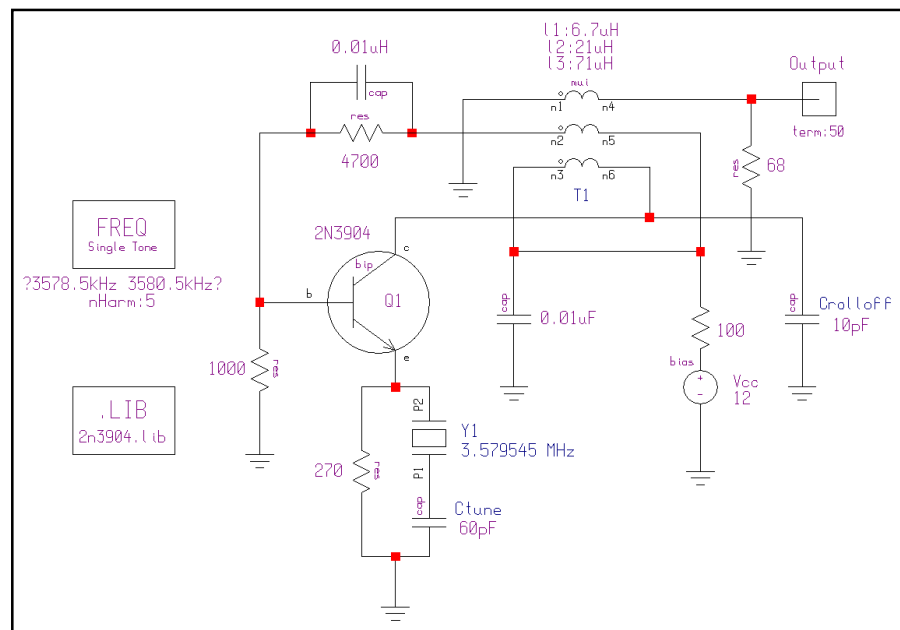 l1:6.7uH
l2:21uH
l3:71uH
0.01uH
cap
res
4700
mui
n1 n4
n2 n5
n3 n6
T1
Output
term:50
res
68
FREQ
Single Tone
?3578.5kHz 3580.5kHz?
nHarm:5
2N3904
c
bip
b
Q1
e
1000
res
cap
0.01uF
100
bias
+
-
Vcc
12
cap
Crolloff
10pF
.LIB
2n3904.lib
270
res
P2
Y1
3.579545 MHz
P1
cap
Ctune
60pF